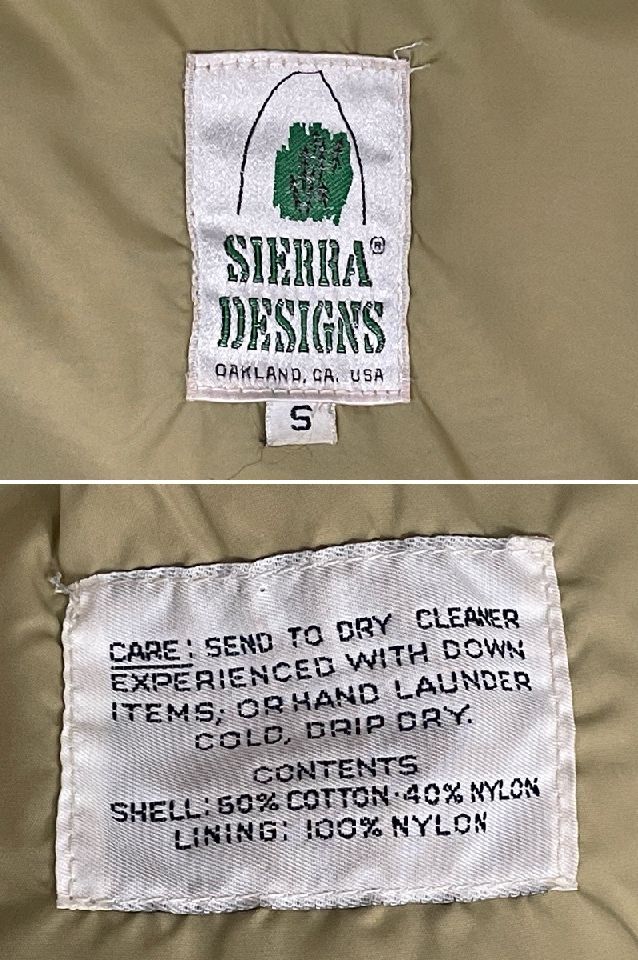 SIERRA®
DESIGNS
OAKLAND, CA. USA
S
CARE: SEND TO DRY CLEANER
EXPERIENCED WITH DOWN
ITEMS; OR HAND LAUNDER
COLD, DRIP DRY.
CONTENTS
SHELL: 60% COTTON·40% NYLON
LINING: 100% NYLON